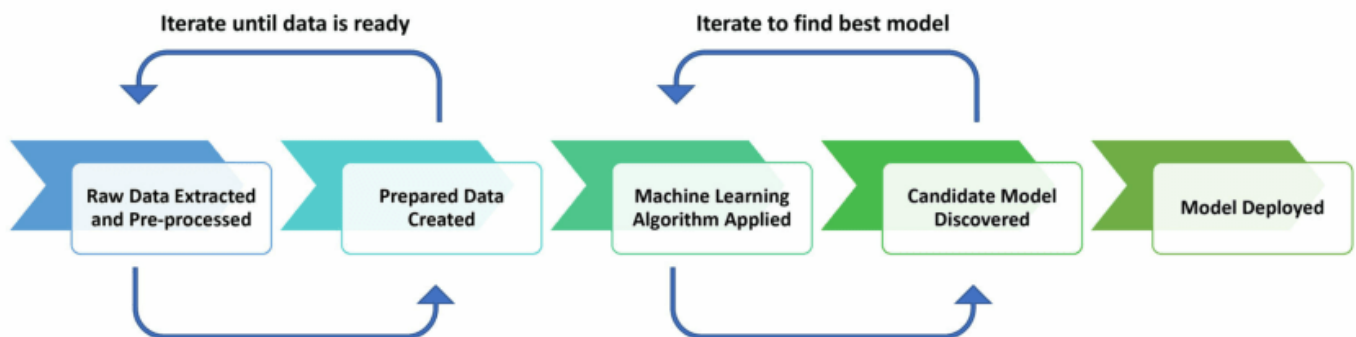 Iterate until data is ready
Iterate to find best model
Raw Data Extracted
and Pre-processed
Prepared Data
Created
Machine Learning
Algorithm Applied
Candidate Model
Discovered
Model Deployed